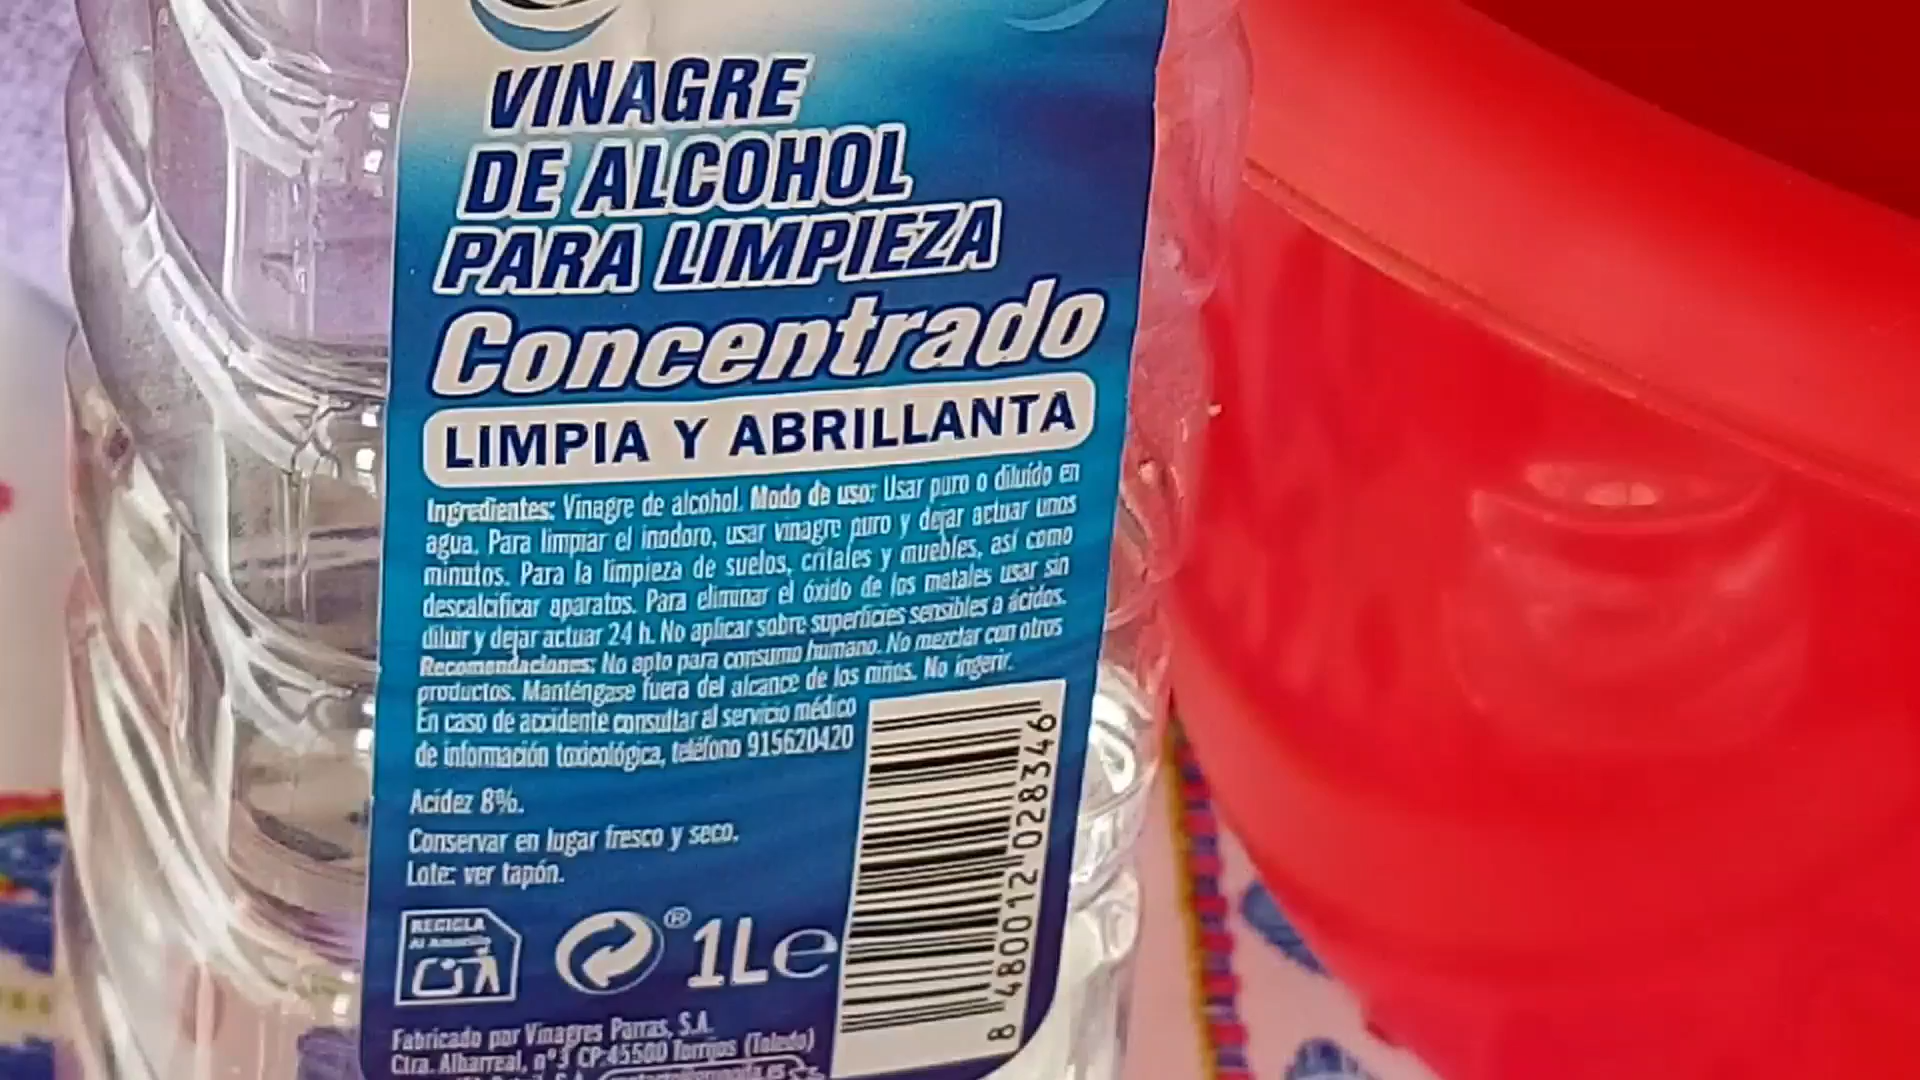 VINAGRE
DE ALCOHOL
PARA LIMPIEZA
Concentrado
LIMPIA Y ABRILLANTA
Ingredientes: Vinagre de alcohol. Modo de uso: Usar puro o diluído en
agua. Para limpiar el inodoro, usar vinagre puro y dejar actuar unos
minutos. Para la limpieza de suelos, critales y muebles, así como
descalcificar aparatos. Para eliminar el óxido de los metales usar sin
diluir y dejar actuar 24 h. No aplicar sobre superficies sensibles a ácidos.
Recomendaciones: No apto para consumo humano. No mezclar con otros
productos. Manténgase fuera del alcance de los niños. No ingerir.
En caso de accidente consultar al servicio médico
de información toxicológica, teléfono 915620420
Acidez 8%.
Conservar en lugar fresco y seco.
Lote: ver tapón.
RECICLA
Al Amarillo
® 1L e
8 480012 028346
Fabricado por Vinagres Parras, S.A.
Ctra. Albarreal, nº3 CP:45500 Torrijos (Toledo)